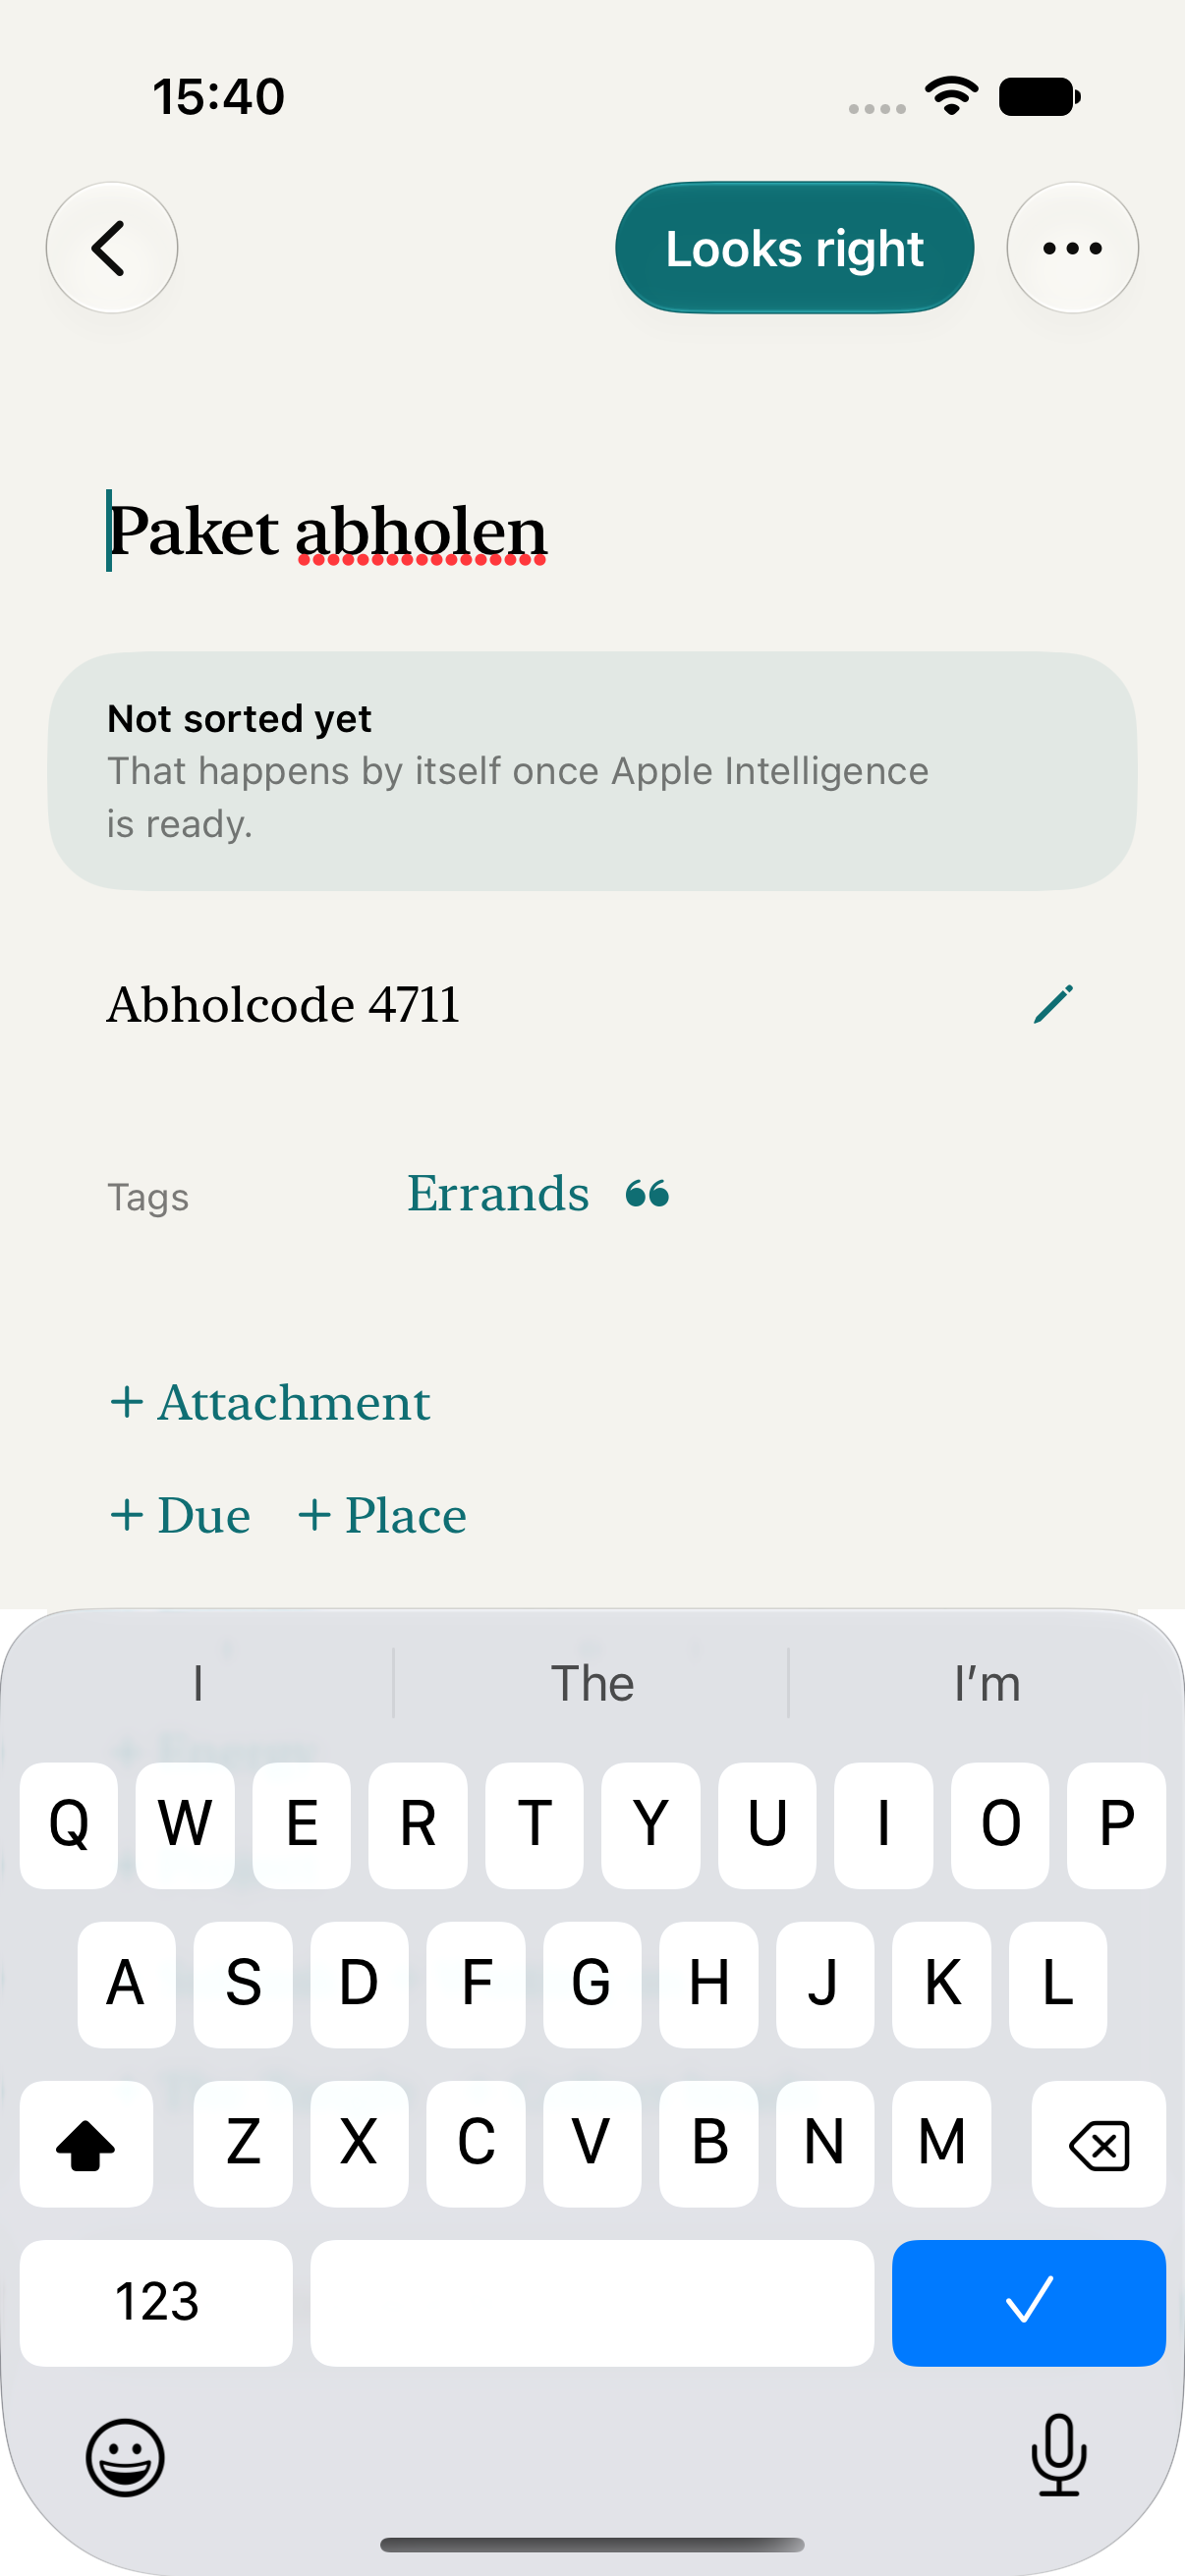 15:40
Looks right
Paket abholen
Not sorted yet
That happens by itself once Apple Intelligence
is ready.
Abholcode 4711
Tags Errands
+ Attachment
+ Due + Place
I The I’m
Q W E R T Y U I O P
A S D F G H J K L
Z X C V B N M
123